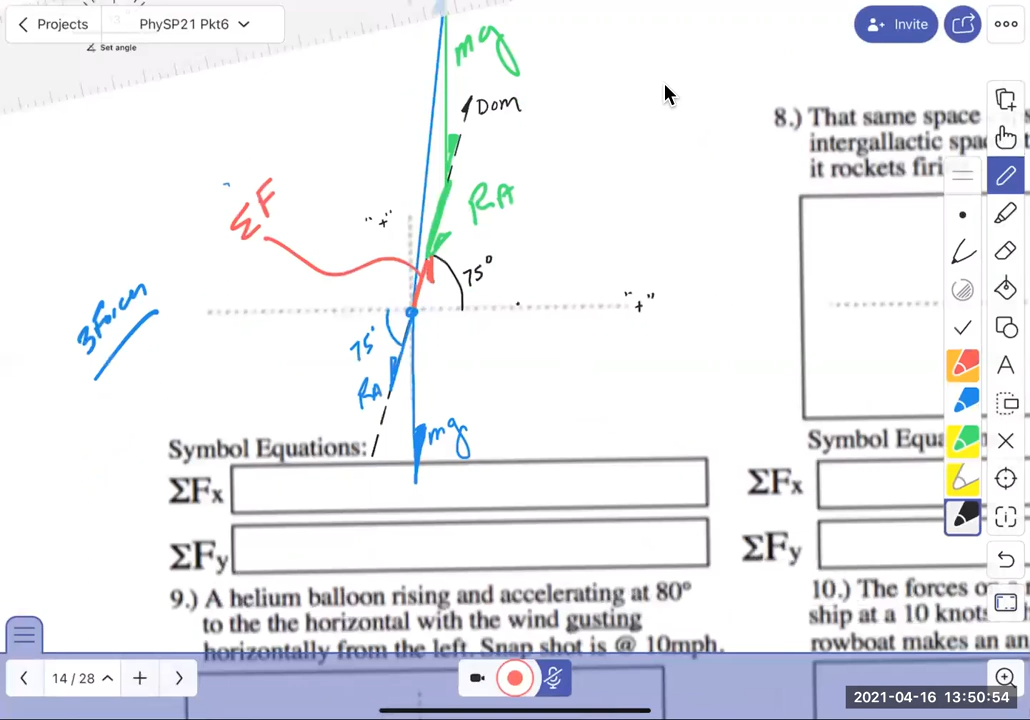 Projects
PhySP21 Pkt6
Invite
Set angle
mg
Dom
ΣF
RA
"+"
75°
"+"
3 Forces
75°
RA
mg
8.) That same space
intergallactic spa
it rockets firi
Symbol Equations:
ΣFx
ΣFy
Symbol Equa
ΣFx
ΣFy
9.) A helium balloon rising and accelerating at 80°
to the the horizontal with the wind gusting
horizontally from the left. Snap shot is @ 10mph.
10.) The forces o
ship at a 10 knots
rowboat makes an an
14 / 28
2021-04-16 13:50:54